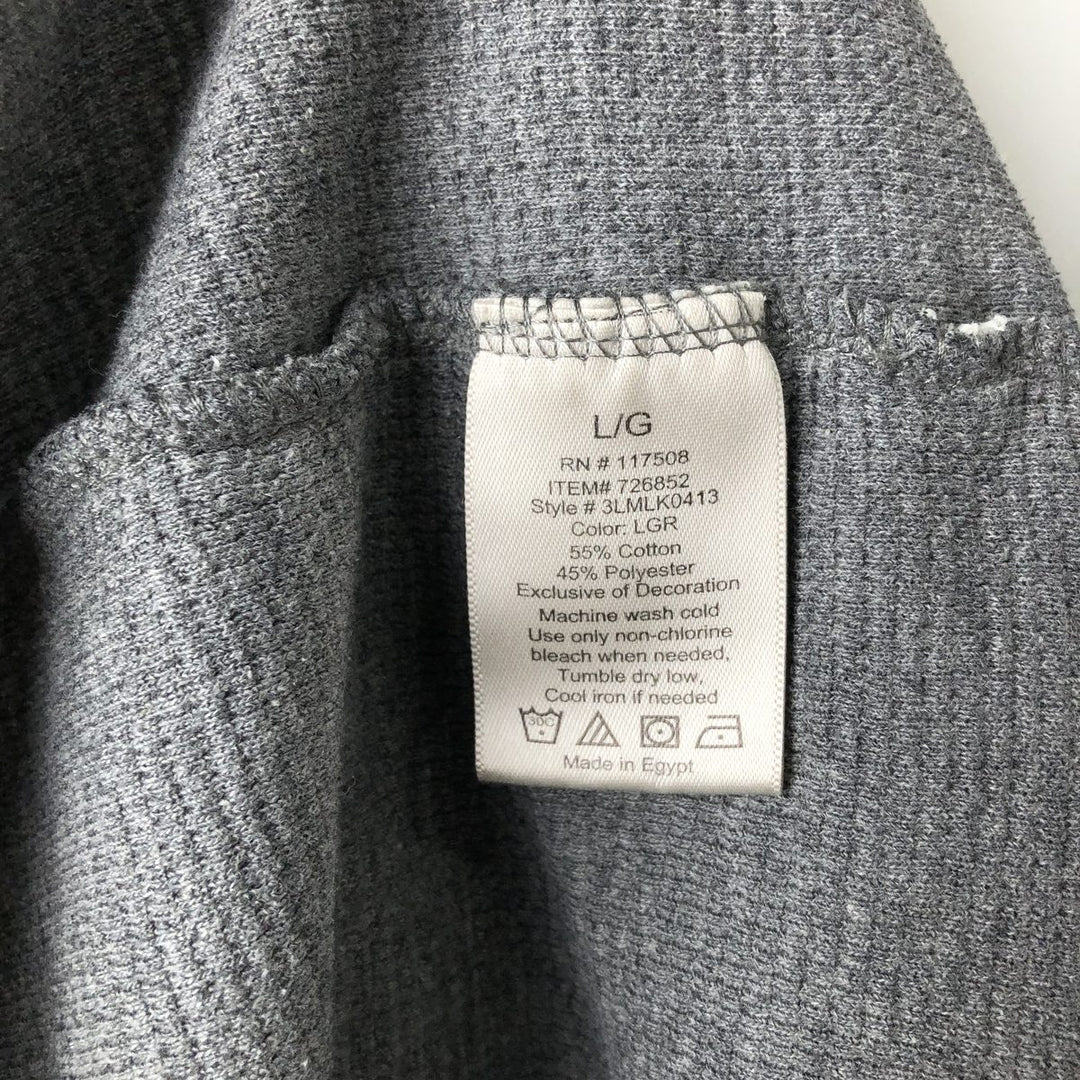 L/G
RN # 117508
ITEM# 726852
Style # 3LMLK0413
Color: LGR
55% Cotton
45% Polyester
Exclusive of Decoration
Machine wash cold
Use only non-chlorine
bleach when needed,
Tumble dry low,
Cool iron if needed
30C
Made in Egypt